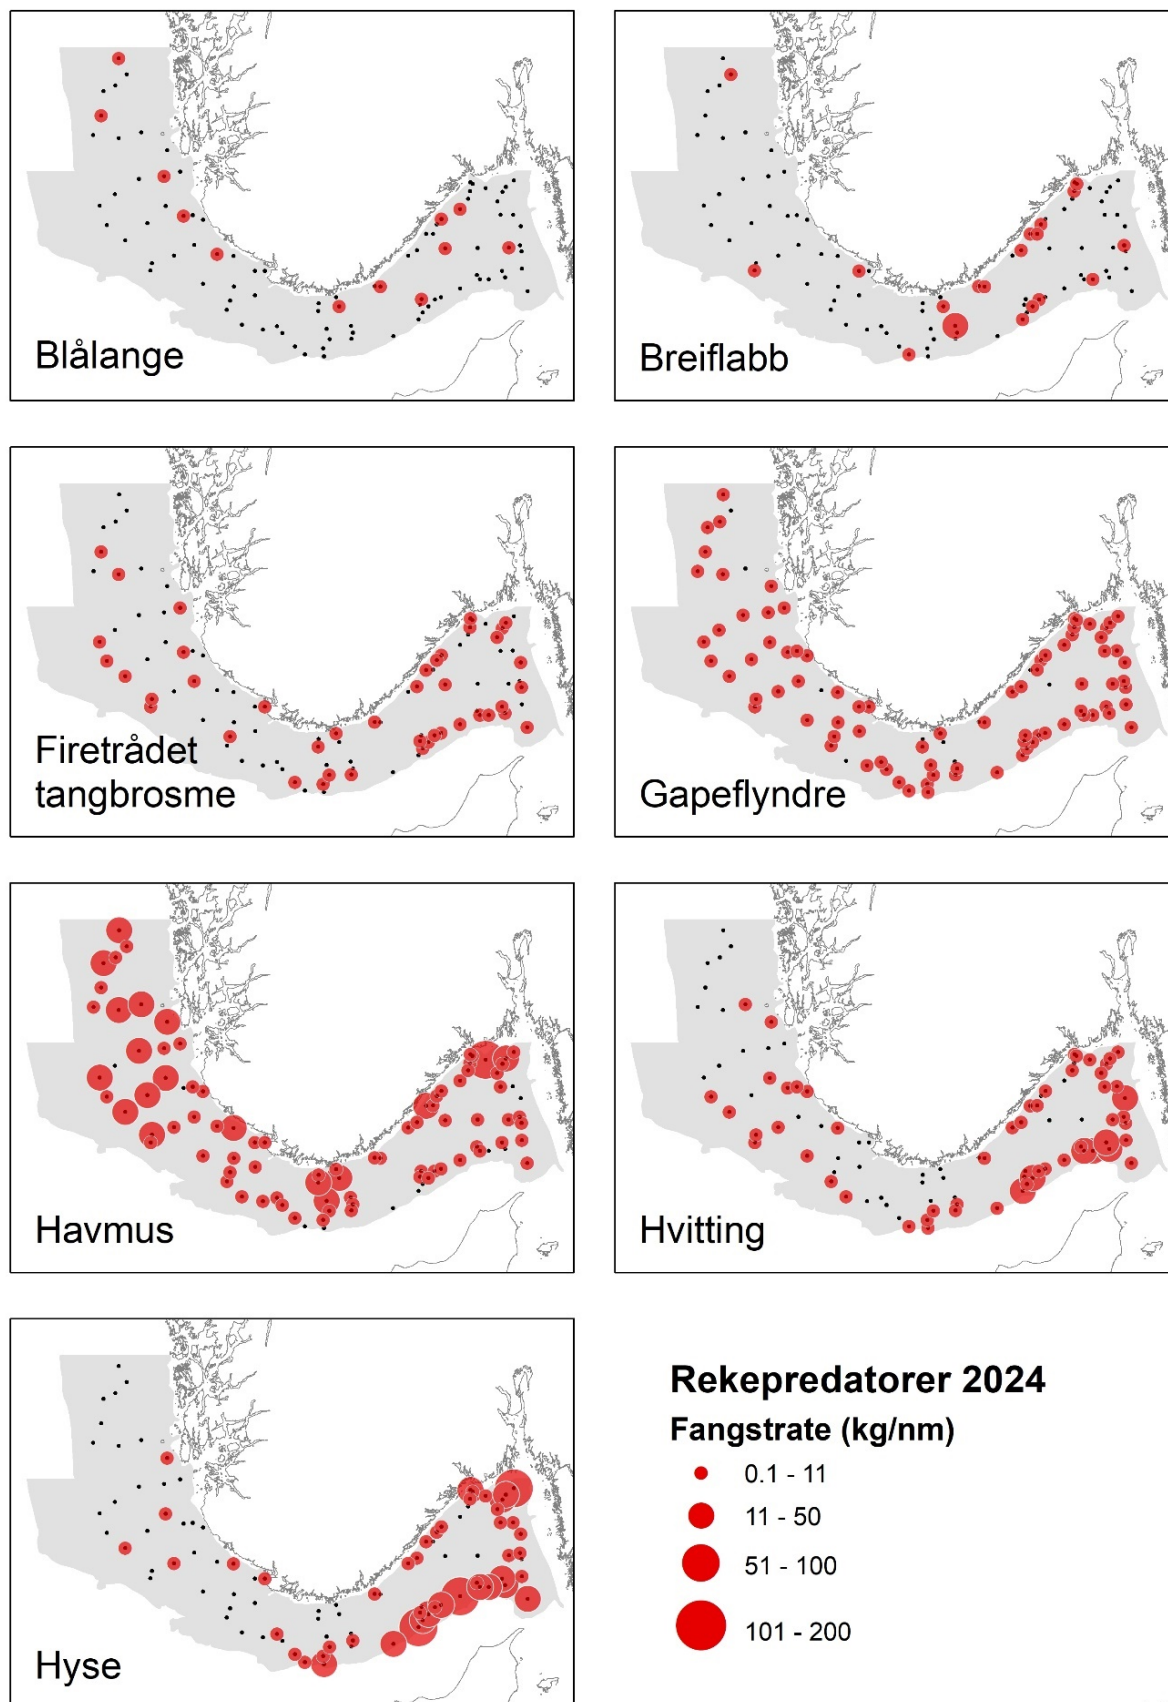 Blålange
Breiflabb
Firetrådet
tangbrosme
Gapeflyndre
Havmus
Hvitting
Hyse
Rekepredatorer 2024
Fangstrate (kg/nm)
0.1 - 11
11 - 50
51 - 100
101 - 200